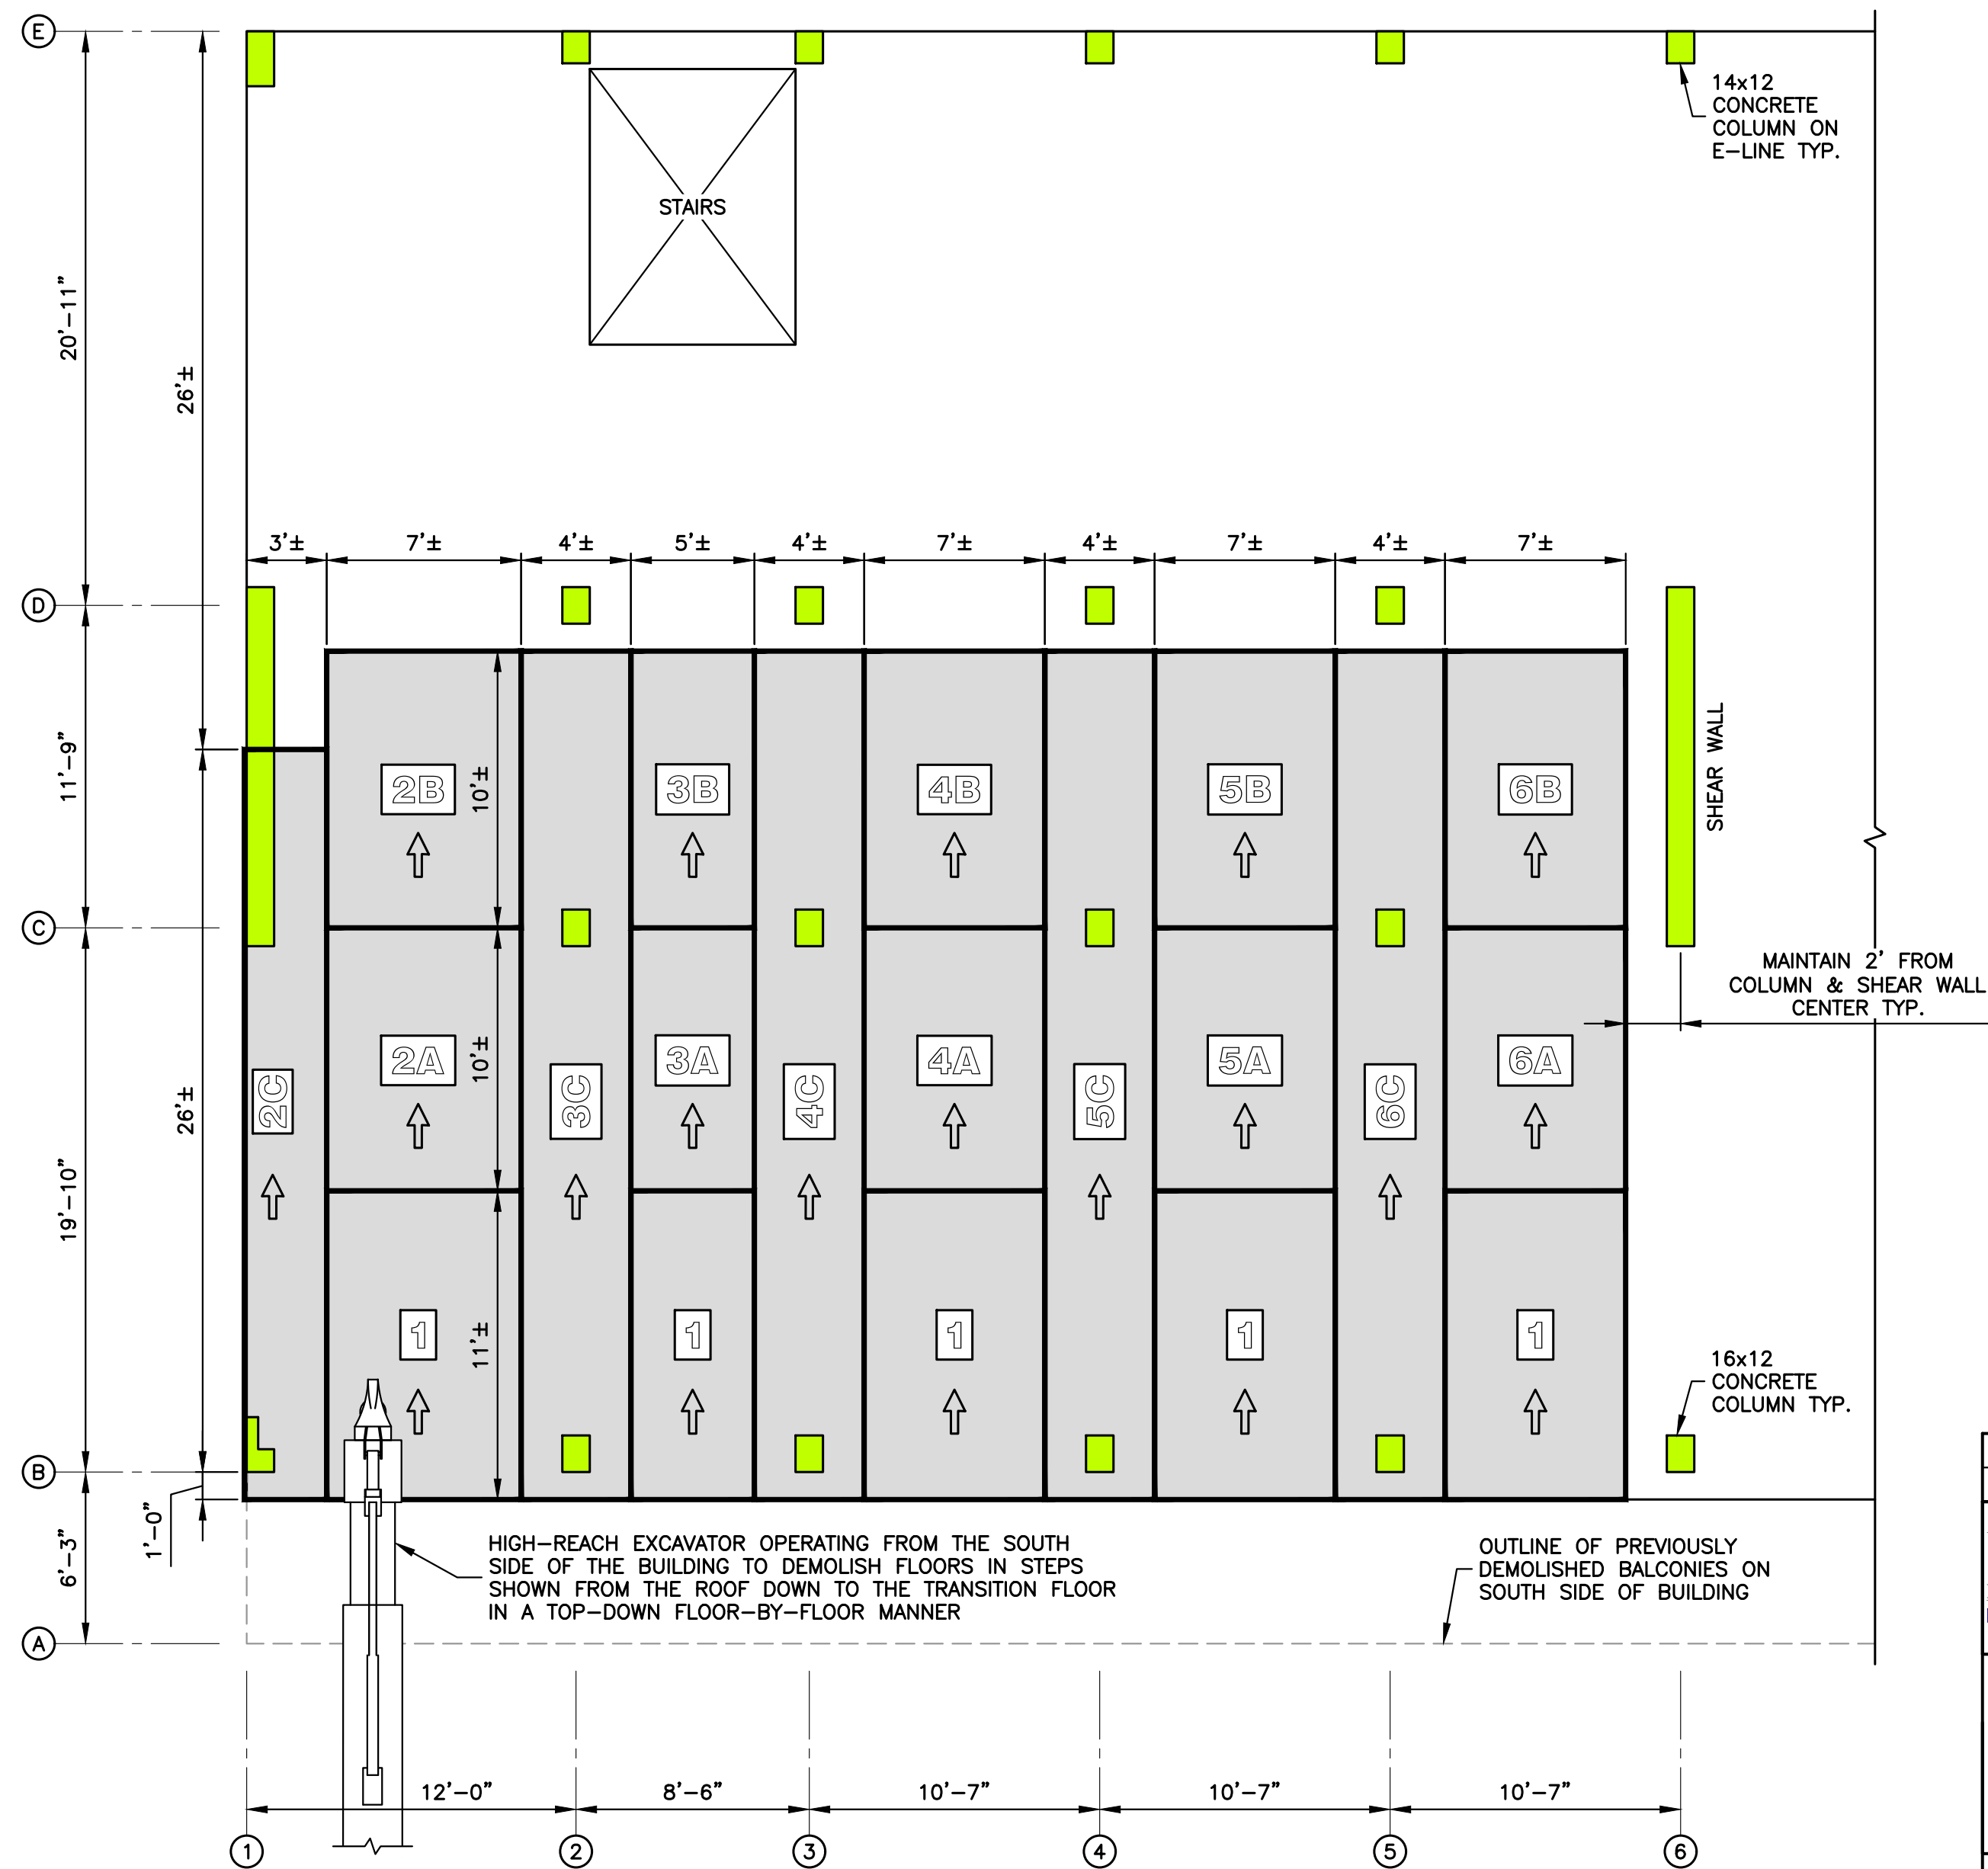 E
14x12
CONCRETE
COLUMN ON
E-LINE TYP.
STAIRS
20'-11"
26'±
3'± 7'± 4'± 5'± 4'± 7'± 4'± 7'± 4'± 7'±
D
SHEAR WALL
11'-9"
2B 10'± 3B 4B 5B 6B
C
MAINTAIN 2' FROM
COLUMN & SHEAR WALL
CENTER TYP.
26'±
2C 2A 10'± 3C 3A 4C 4A 5C 5A 6C 6A
19'-10"
1 11'± 1 1 1 1
16x12
CONCRETE
COLUMN TYP.
B
1'-0"
6'-3"
HIGH-REACH EXCAVATOR OPERATING FROM THE SOUTH
SIDE OF THE BUILDING TO DEMOLISH FLOORS IN STEPS
SHOWN FROM THE ROOF DOWN TO THE TRANSITION FLOOR
IN A TOP-DOWN FLOOR-BY-FLOOR MANNER
OUTLINE OF PREVIOUSLY
DEMOLISHED BALCONIES ON
SOUTH SIDE OF BUILDING
A
12'-0" 8'-6" 10'-7" 10'-7" 10'-7"
1 2 3 4 5 6